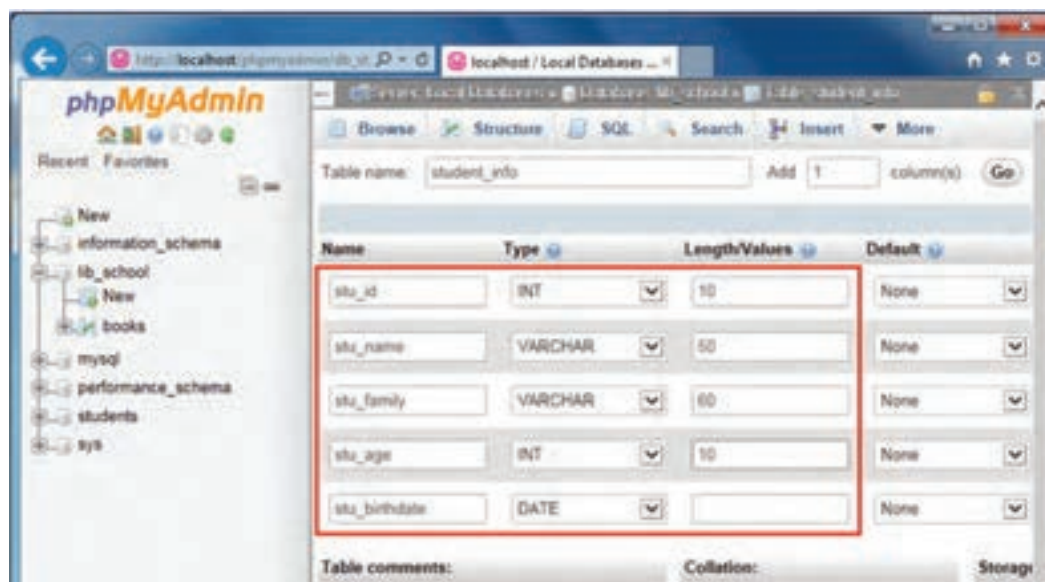 localhost
localhost / Local Databases ...
phpMyAdmin
Recent Favorites
New
information_schema
lib_school
New
books
mysql
performance_schema
students
sys
Browse Structure SQL Search Insert More
Table name: student_info Add 1 column(s) Go
Name Type Length/Values Default
stu_id INT 10 None
stu_name VARCHAR 50 None
stu_family VARCHAR 60 None
stu_age INT 10 None
stu_birthdate DATE None
Table comments: Collation: Storage